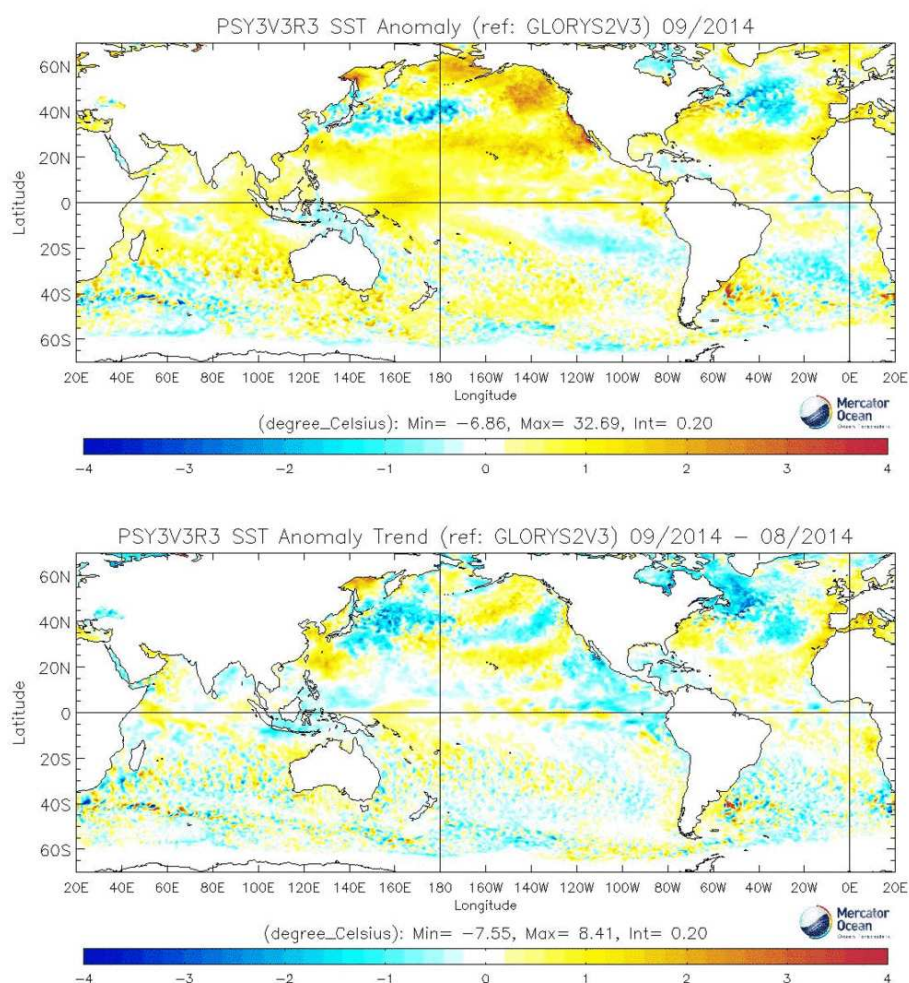 PSY3V3R3 SST Anomaly (ref: GLORYS2V3) 09/2014
60N
40N
20N
0
20S
40S
60S
Latitude
20E 40E 60E 80E 100E 120E 140E 160E 180 160W 140W 120W 100W 80W 60W 40W 20W 0E 20E
Longitude
(degree_Celsius): Min= −6.86, Max= 32.69, Int= 0.20
Mercator
Ocean
−4 −3 −2 −1 0 1 2 3 4
PSY3V3R3 SST Anomaly Trend (ref: GLORYS2V3) 09/2014 − 08/2014
60N
40N
20N
0
20S
40S
60S
Latitude
20E 40E 60E 80E 100E 120E 140E 160E 180 160W 140W 120W 100W 80W 60W 40W 20W 0E 20E
Longitude
(degree_Celsius): Min= −7.55, Max= 8.41, Int= 0.20
Mercator
Ocean
−4 −3 −2 −1 0 1 2 3 4